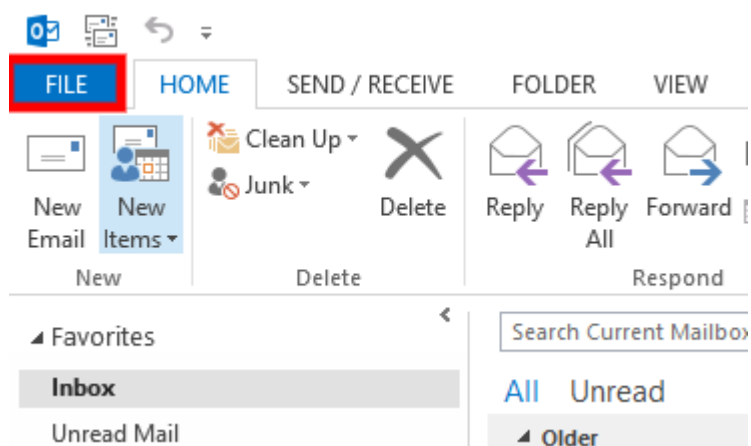 FILE HOME SEND / RECEIVE FOLDER VIEW
New Email
New Items
Clean Up
Junk
Delete
Reply
Reply All
Forward
New Delete Respond
Favorites
Inbox
Unread Mail
Search Current Mailbox
All Unread
Older